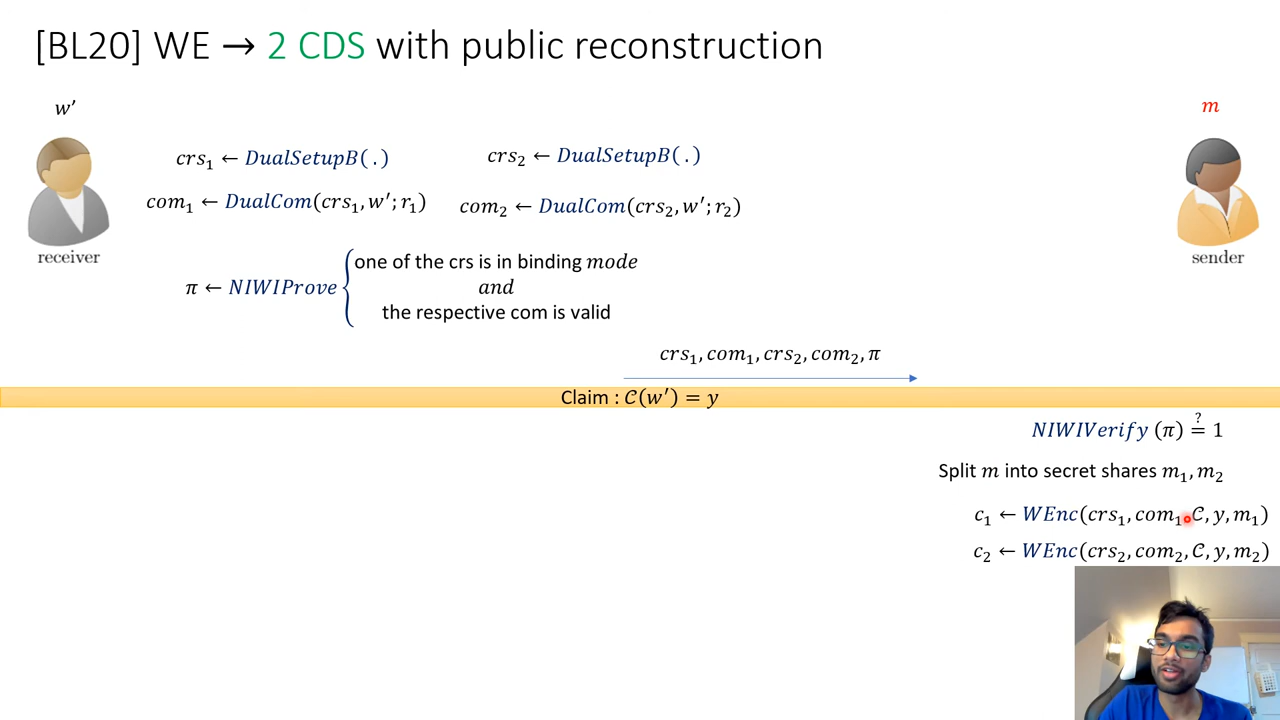 [BL20] WE → 2 CDS with public reconstruction
w′
m
crs₁ ← DualSetupB(.)
crs₂ ← DualSetupB(.)
com₁ ← DualCom(crs₁, w′; r₁)
com₂ ← DualCom(crs₂, w′; r₂)
receiver
sender
one of the crs is in binding mode
π ← NIWIProve { and
the respective com is valid
crs₁, com₁, crs₂, com₂, π
Claim : 𝒞(w′) = y
NIWIVerify (π) ≟ 1
Split m into secret shares m₁, m₂
c₁ ← WEnc(crs₁, com₁, 𝒞, y, m₁)
c₂ ← WEnc(crs₂, com₂, 𝒞, y, m₂)